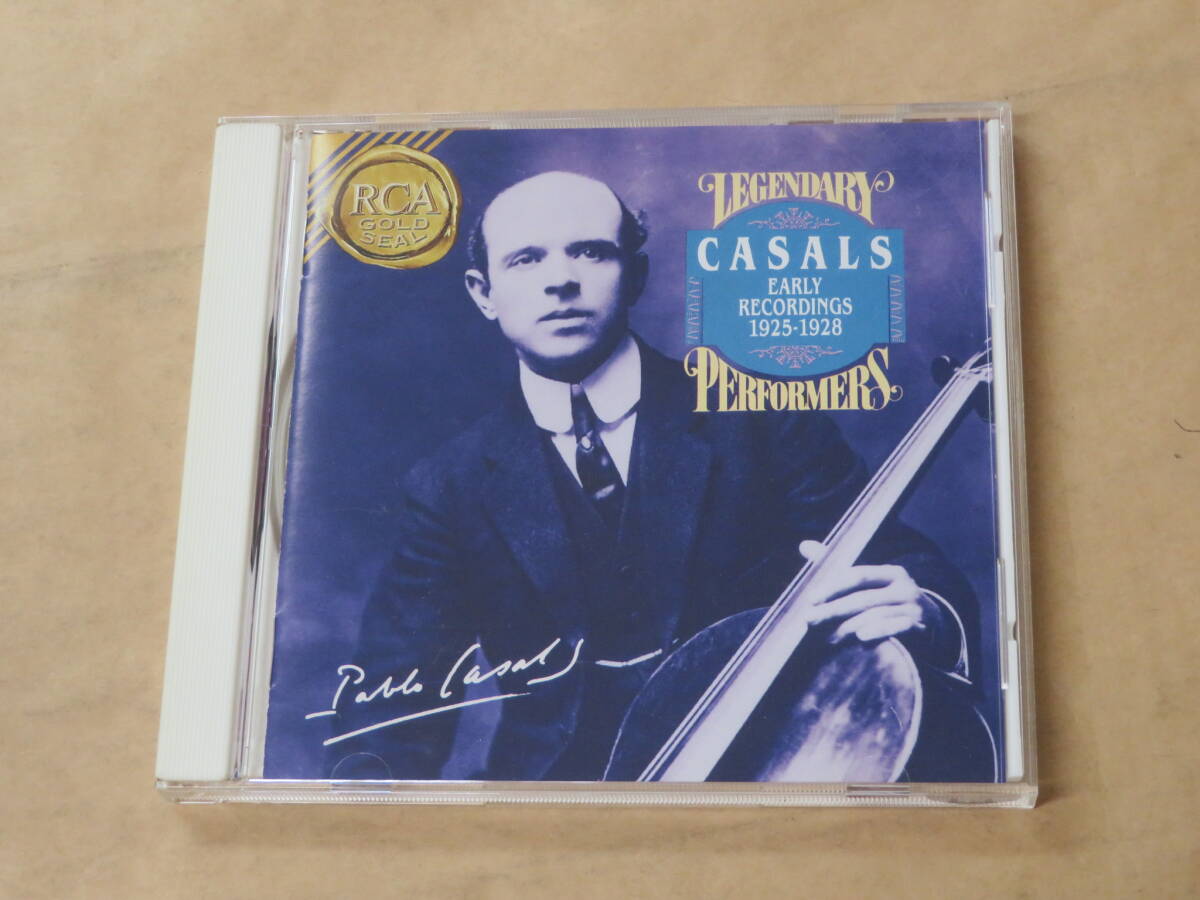 RCA
GOLD
SEAL
LEGENDARY
CASALS
EARLY
RECORDINGS
1925-1928
PERFORMERS
Pablo Casals